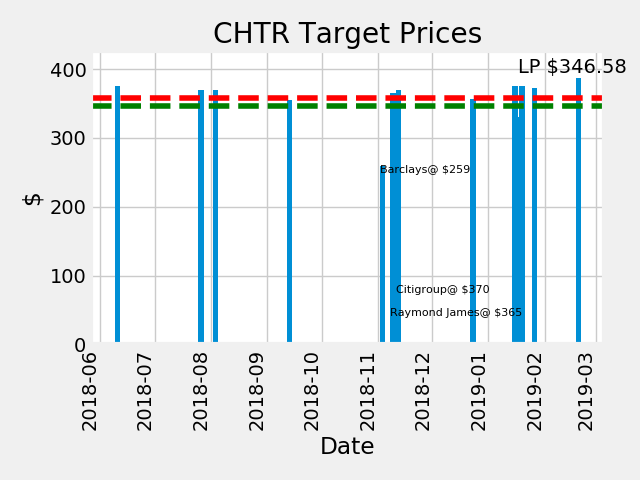 CHTR Target Prices
LP $346.58
400
300
200
100
0
$
Barclays@ $259
Citigroup@ $370
Raymond James@ $365
2018-06
2018-07
2018-08
2018-09
2018-10
2018-11
2018-12
2019-01
2019-02
2019-03
Date